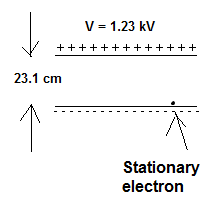 V = 1.23 kV
+ + + + + + + + + + + + +
23.1 cm
- - - - - - - - - - - - - - - - - -
Stationary
electron